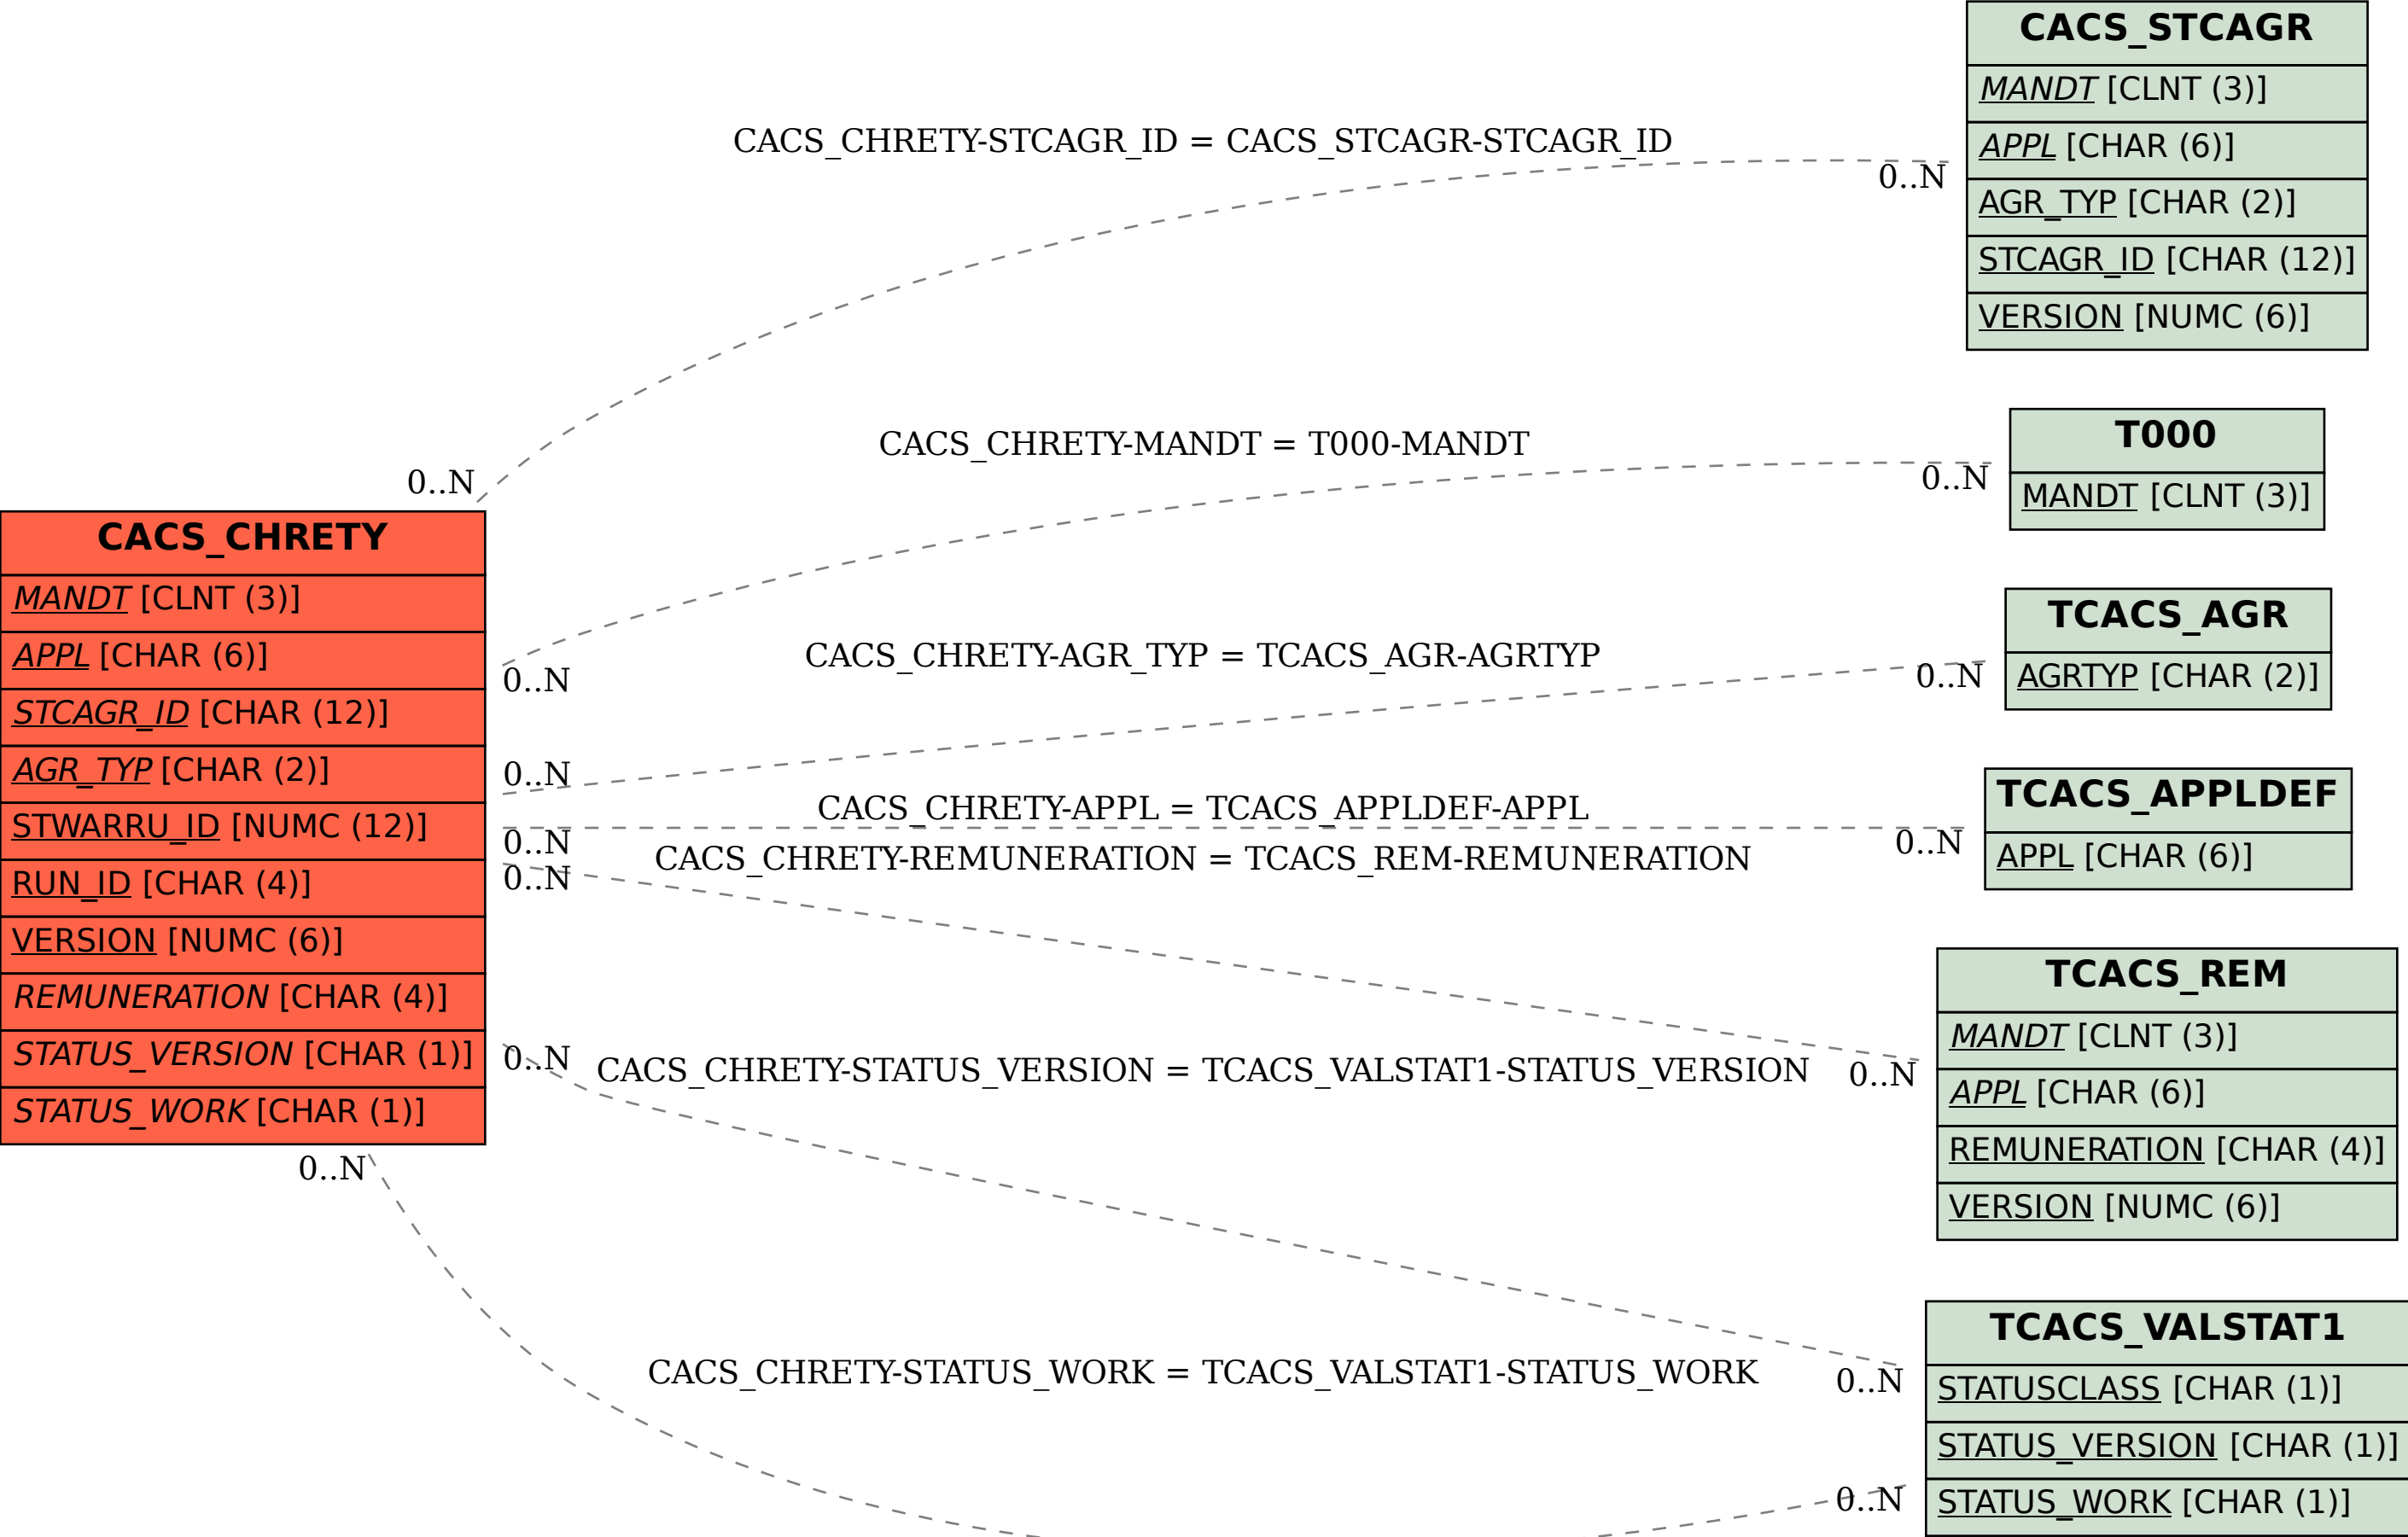 CACS_CHRETY
MANDT [CLNT (3)]
APPL [CHAR (6)]
STCAGR_ID [CHAR (12)]
AGR_TYP [CHAR (2)]
STWARRU_ID [NUMC (12)]
RUN_ID [CHAR (4)]
VERSION [NUMC (6)]
REMUNERATION [CHAR (4)]
STATUS_VERSION [CHAR (1)]
STATUS_WORK [CHAR (1)]
CACS_CHRETY-STCAGR_ID = CACS_STCAGR-STCAGR_ID
0..N
0..N
CACS_CHRETY-MANDT = T000-MANDT
0..N
0..N
CACS_CHRETY-AGR_TYP = TCACS_AGR-AGRTYP
0..N
0..N
CACS_CHRETY-APPL = TCACS_APPLDEF-APPL
0..N
0..N
CACS_CHRETY-REMUNERATION = TCACS_REM-REMUNERATION
0..N
0..N
CACS_CHRETY-STATUS_VERSION = TCACS_VALSTAT1-STATUS_VERSION
0..N
0..N
CACS_CHRETY-STATUS_WORK = TCACS_VALSTAT1-STATUS_WORK
0..N
0..N
CACS_STCAGR
MANDT [CLNT (3)]
APPL [CHAR (6)]
AGR_TYP [CHAR (2)]
STCAGR_ID [CHAR (12)]
VERSION [NUMC (6)]
T000
MANDT [CLNT (3)]
TCACS_AGR
AGRTYP [CHAR (2)]
TCACS_APPLDEF
APPL [CHAR (6)]
TCACS_REM
MANDT [CLNT (3)]
APPL [CHAR (6)]
REMUNERATION [CHAR (4)]
VERSION [NUMC (6)]
TCACS_VALSTAT1
STATUSCLASS [CHAR (1)]
STATUS_VERSION [CHAR (1)]
STATUS_WORK [CHAR (1)]